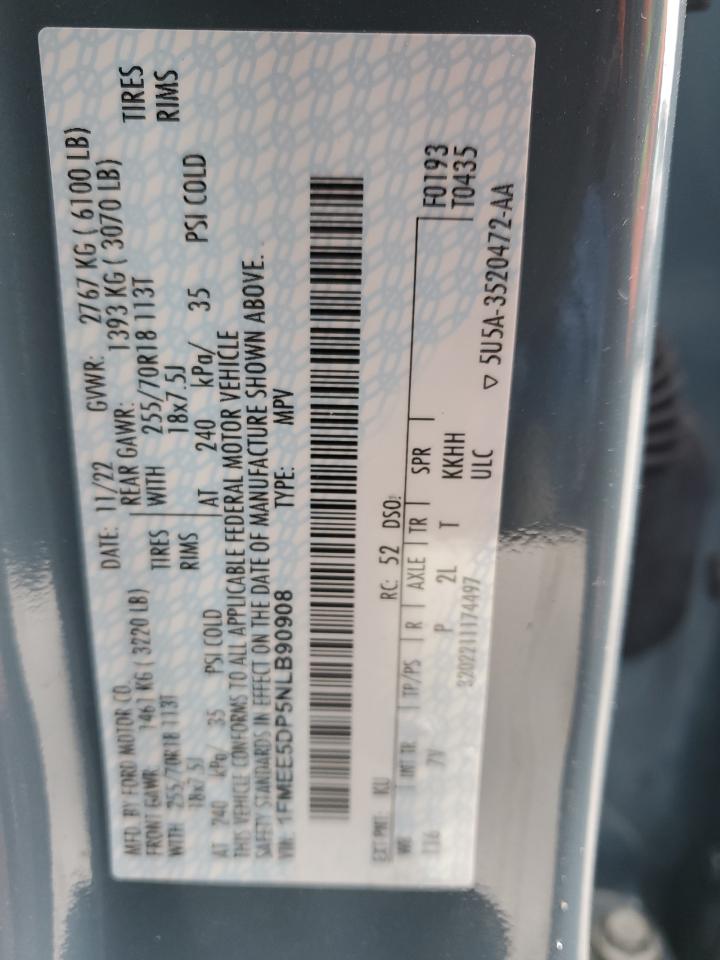 MFD. BY FORD MOTOR CO.
DATE: 11/22 GVWR: 2767 KG ( 6100 LB)
FRONT GAWR: 1461 KG ( 3220 LB) REAR GAWR: 1393 KG ( 3070 LB)
WITH 255/70R18 113T TIRES WITH 255/70R18 113T TIRES
18x7.5J RIMS 18x7.5J RIMS
AT 240 kPa/ 35 PSI COLD AT 240 kPa/ 35 PSI COLD
THIS VEHICLE CONFORMS TO ALL APPLICABLE FEDERAL MOTOR VEHICLE
SAFETY STANDARDS IN EFFECT ON THE DATE OF MANUFACTURE SHOWN ABOVE.
VIN: 1FMEE5DP5NLB90908 TYPE: MPV
EXT PNT: KU RC: 52 DSO:
WB INT TR TP/PS R AXLE TR SPR F0193
116 7V P 2L T KKHH T0435
3202211174497 ULC
▽ 5U5A-3520472-AA